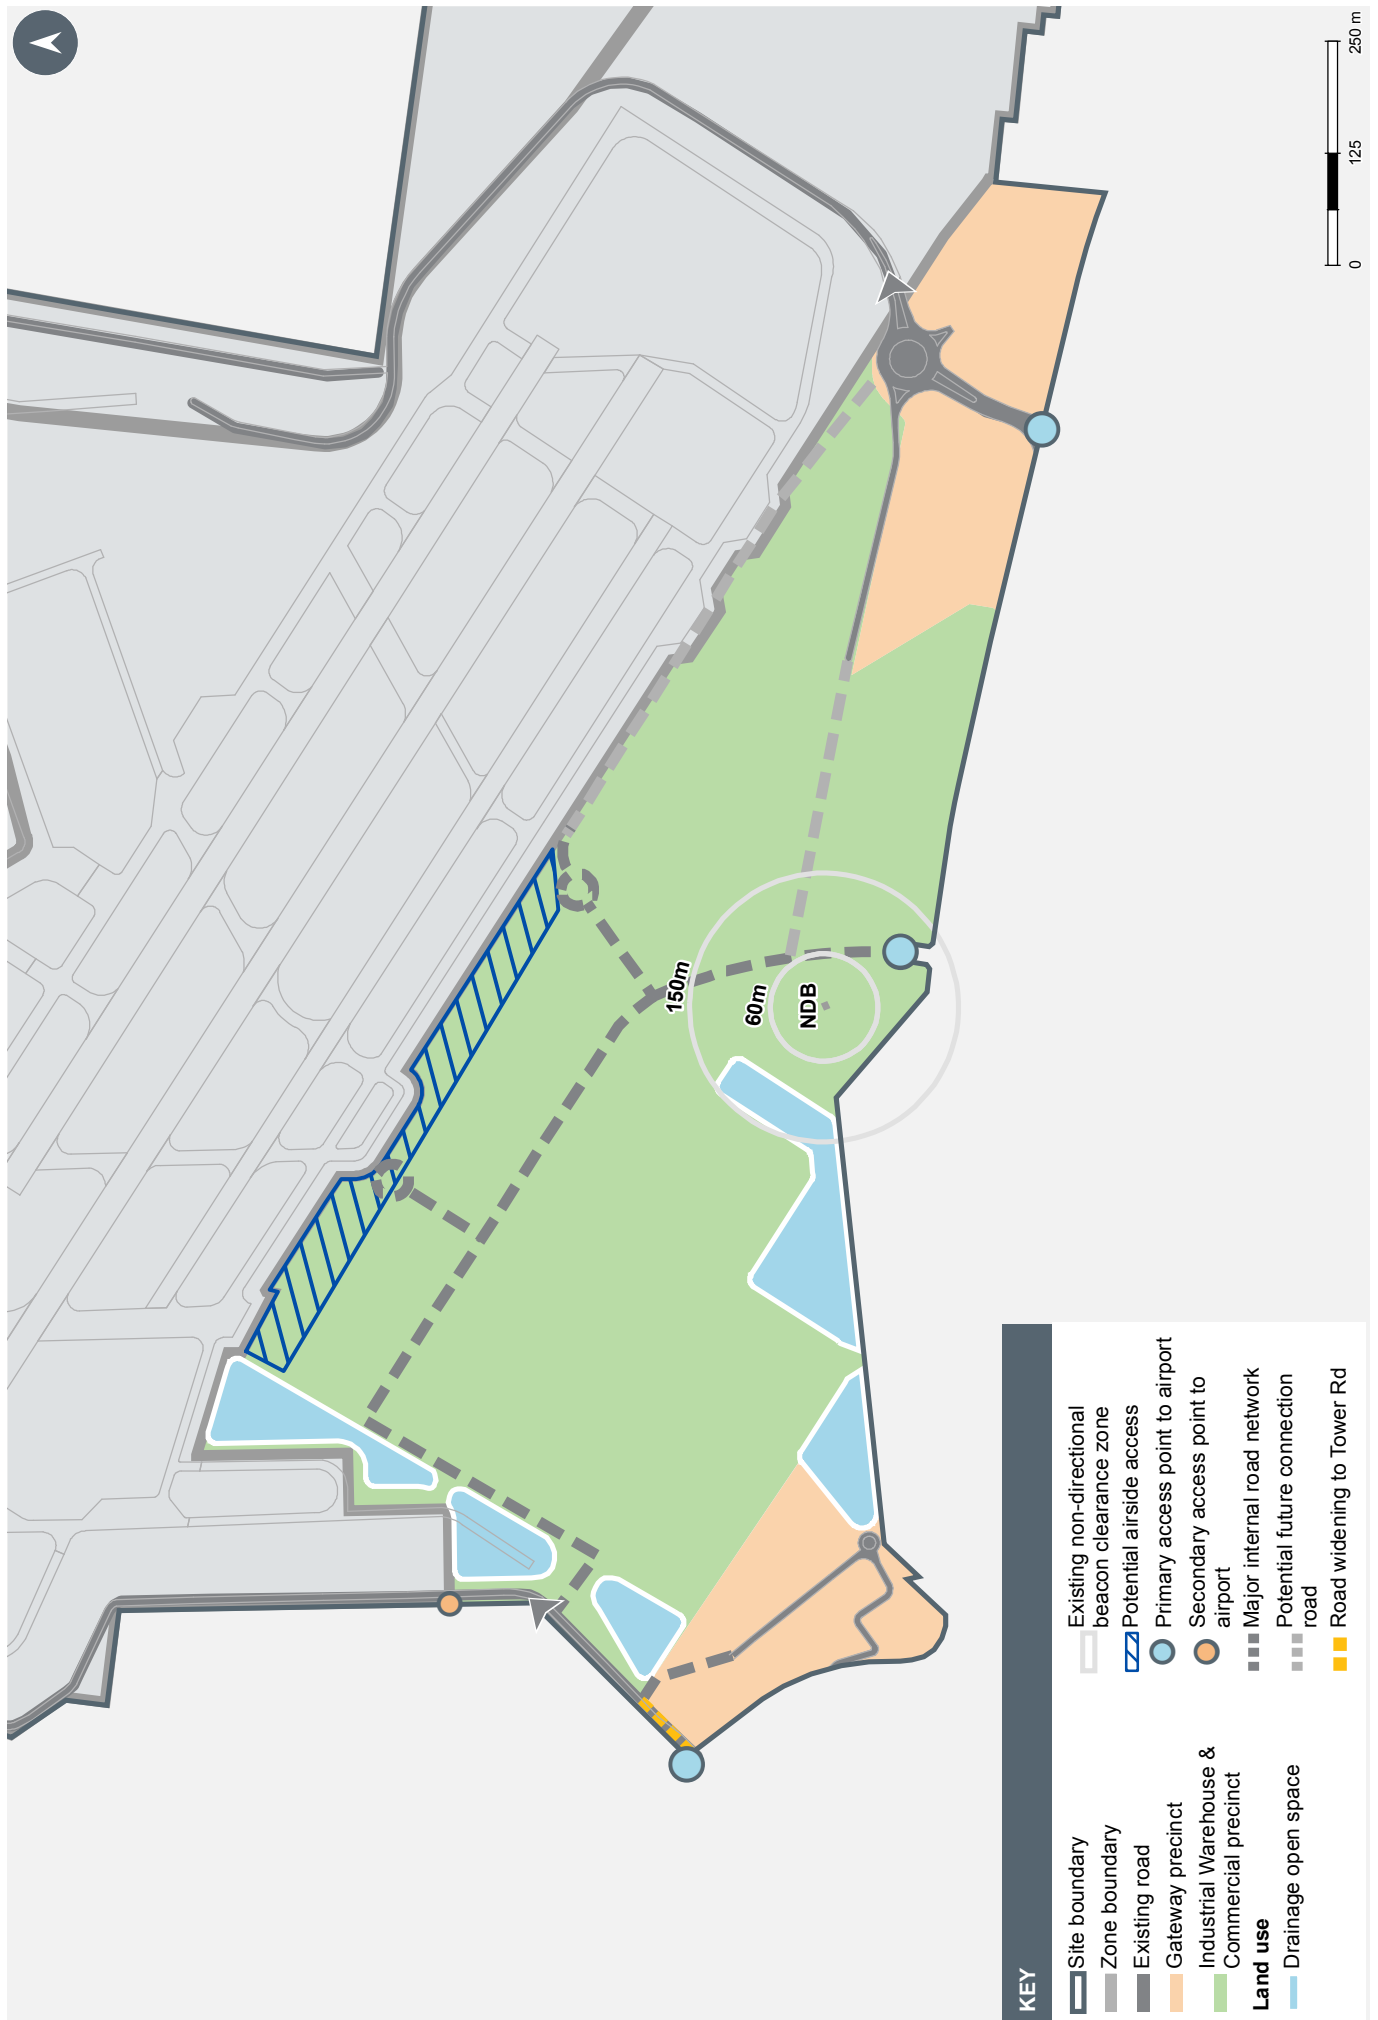 150m
60m
NDB
0
125
250 m
KEY
Site boundary
Zone boundary
Existing road
Gateway precinct
Industrial Warehouse &
Commercial precinct
Land use
Drainage open space
Existing non-directional
beacon clearance zone
Potential airside access
Primary access point to airport
Secondary access point to
airport
Major internal road network
Potential future connection
road
Road widening to Tower Rd